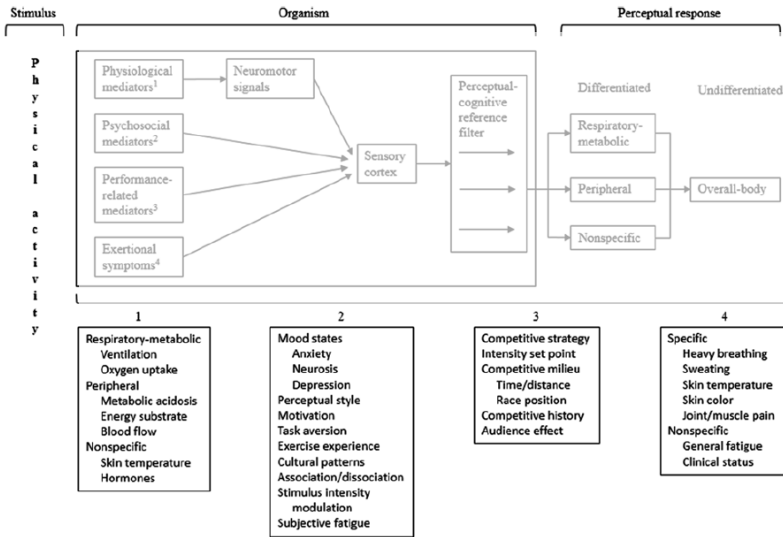 Stimulus
Organism
Perceptual response
Physical activity
Physiological
mediators¹
Neuromotor
signals
Psychosocial
mediators²
Performance-
related
mediators³
Exertional
symptoms⁴
Sensory
cortex
Perceptual-
cognitive
reference
filter
Differentiated
Undifferentiated
Respiratory-
metabolic
Peripheral
Nonspecific
Overall-body
1
Respiratory-metabolic
Ventilation
Oxygen uptake
Peripheral
Metabolic acidosis
Energy substrate
Blood flow
Nonspecific
Skin temperature
Hormones
2
Mood states
Anxiety
Neurosis
Depression
Perceptual style
Motivation
Task aversion
Exercise experience
Cultural patterns
Association/dissociation
Stimulus intensity
modulation
Subjective fatigue
3
Competitive strategy
Intensity set point
Competitive milieu
Time/distance
Race position
Competitive history
Audience effect
4
Specific
Heavy breathing
Sweating
Skin temperature
Skin color
Joint/muscle pain
Nonspecific
General fatigue
Clinical status